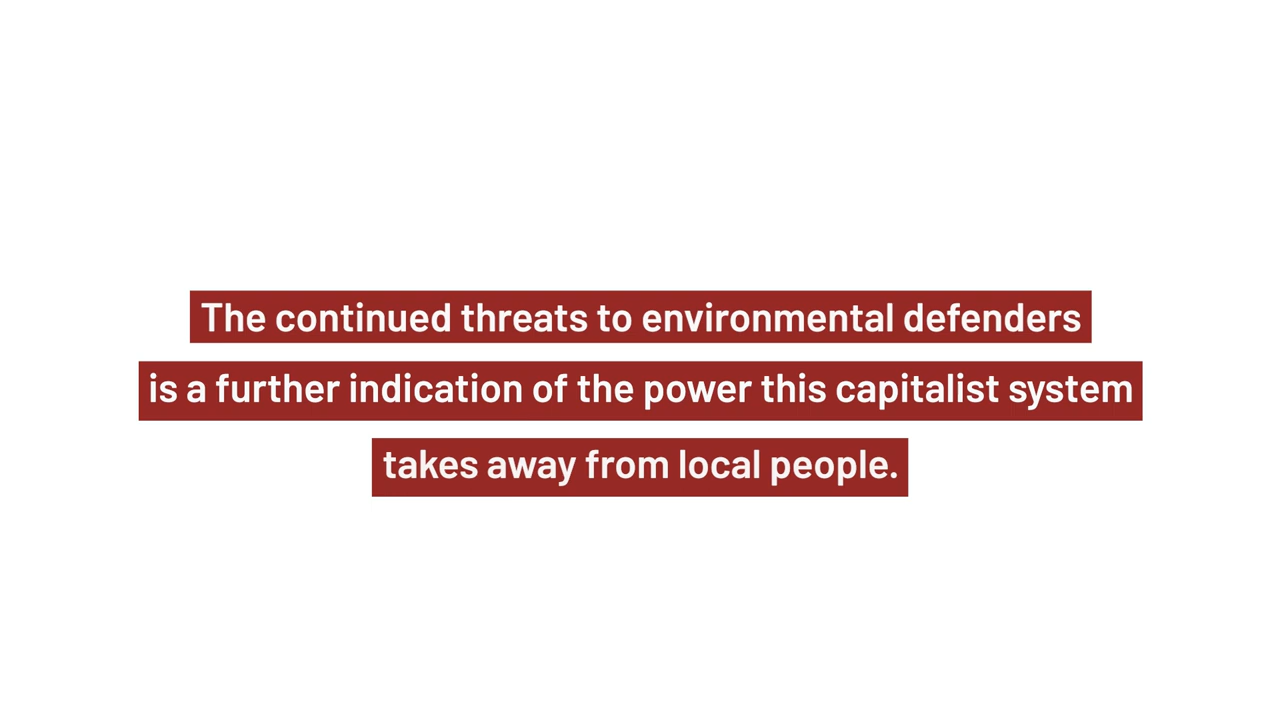 The continued threats to environmental defenders
is a further indication of the power this capitalist system
takes away from local people.